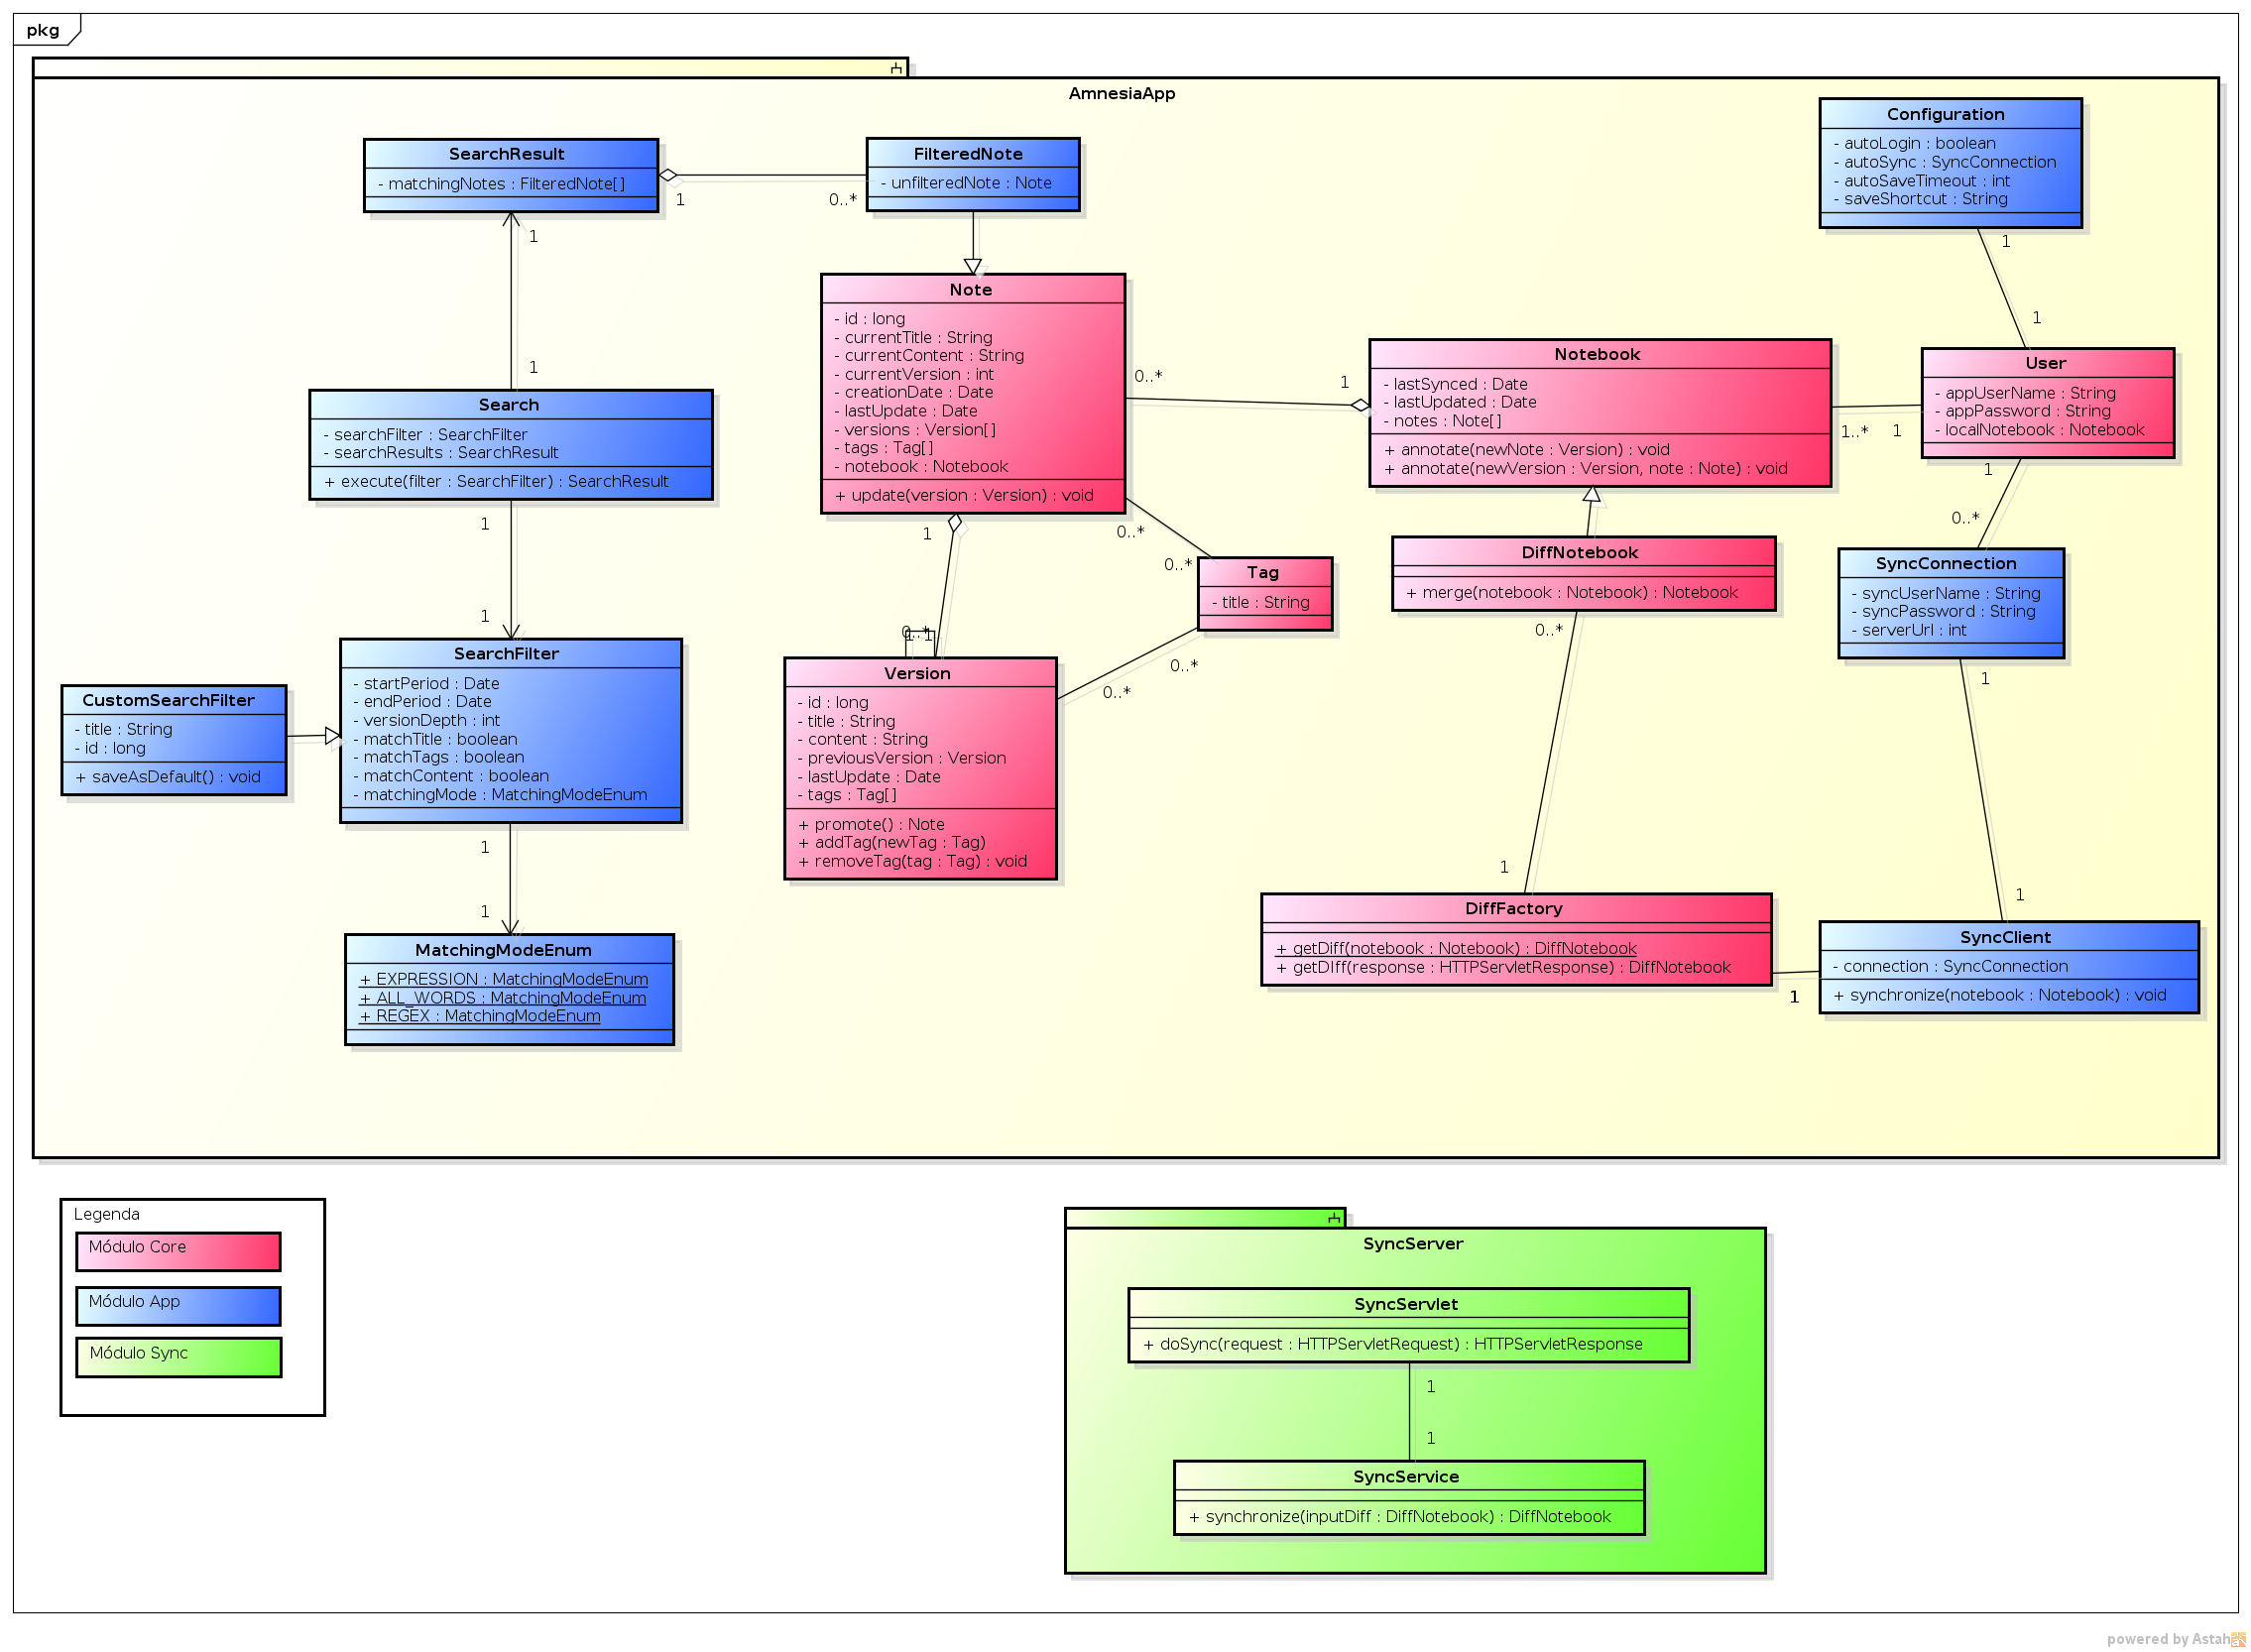 pkg
AmnesiaApp
SearchResult
- matchingNotes : FilteredNote[]
1
0..*
FilteredNote
- unfilteredNote : Note
Configuration
- autoLogin : boolean
- autoSync : SyncConnection
- autoSaveTimeout : int
- saveShortcut : String
1
1
1
1
Note
- id : long
- currentTitle : String
- currentContent : String
- currentVersion : int
- creationDate : Date
- lastUpdate : Date
- versions : Version[]
- tags : Tag[]
- notebook : Notebook
+ update(version : Version) : void
0..*
1
Notebook
- lastSynced : Date
- lastUpdated : Date
- notes : Note[]
+ annotate(newNote : Version) : void
+ annotate(newVersion : Version, note : Note) : void
1..*
1
User
- appUserName : String
- appPassword : String
- localNotebook : Notebook
1
0..*
Search
- searchFilter : SearchFilter
- searchResults : SearchResult
+ execute(filter : SearchFilter) : SearchResult
1
1
1
0..*
0..*
Tag
- title : String
DiffNotebook
+ merge(notebook : Notebook) : Notebook
SyncConnection
- syncUserName : String
- syncPassword : String
- serverUrl : int
0..*
1
1
0..*
0..*
0..*
1
SearchFilter
- startPeriod : Date
- endPeriod : Date
- versionDepth : int
- matchTitle : boolean
- matchTags : boolean
- matchContent : boolean
- matchingMode : MatchingModeEnum
CustomSearchFilter
- title : String
- id : long
+ saveAsDefault() : void
Version
- id : long
- title : String
- content : String
- previousVersion : Version
- lastUpdate : Date
- tags : Tag[]
+ promote() : Note
+ addTag(newTag : Tag)
+ removeTag(tag : Tag) : void
1
1
1
1
MatchingModeEnum
+ EXPRESSION : MatchingModeEnum
+ ALL_WORDS : MatchingModeEnum
+ REGEX : MatchingModeEnum
DiffFactory
+ getDiff(notebook : Notebook) : DiffNotebook
+ getDIff(response : HTTPServletResponse) : DiffNotebook
1
SyncClient
- connection : SyncConnection
+ synchronize(notebook : Notebook) : void
Legenda
Módulo Core
Módulo App
Módulo Sync
SyncServer
SyncServlet
+ doSync(request : HTTPServletRequest) : HTTPServletResponse
1
1
SyncService
+ synchronize(inputDiff : DiffNotebook) : DiffNotebook
powered by Astah